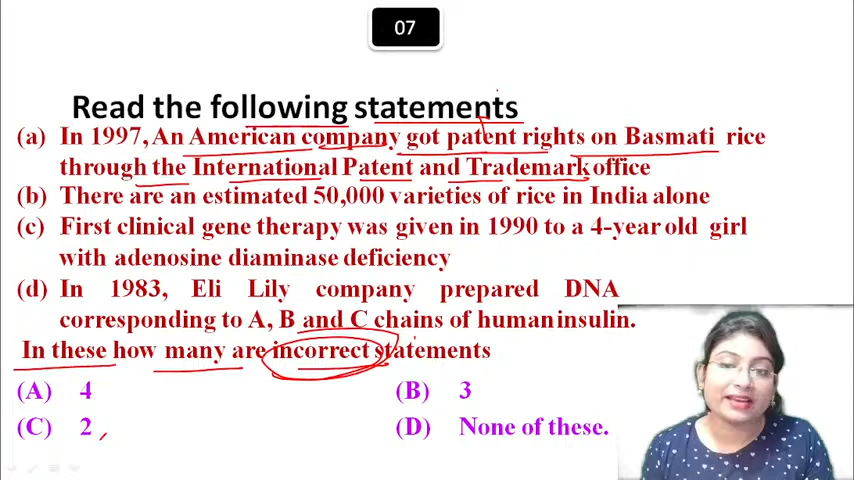 07
Read the following statements
(a) In 1997, An American company got patent rights on Basmati rice
through the International Patent and Trademark office
(b) There are an estimated 50,000 varieties of rice in India alone
(c) First clinical gene therapy was given in 1990 to a 4-year old girl
with adenosine diaminase deficiency
(d) In 1983, Eli Lily company prepared DNA
corresponding to A, B and C chains of human insulin.
In these how many are incorrect statements
(A) 4 (B) 3
(C) 2 (D) None of these.